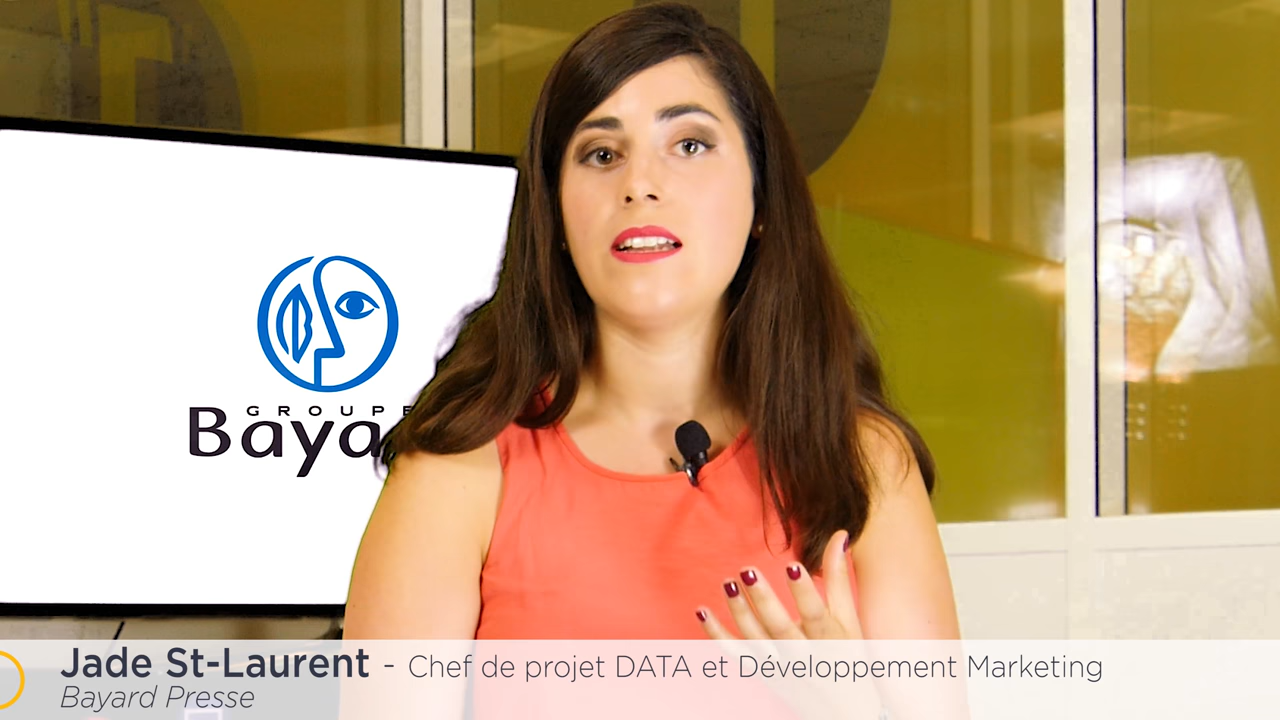 GROUPE
Baya
Jade St-Laurent - Chef de projet DATA et Développement Marketing
Bayard Presse